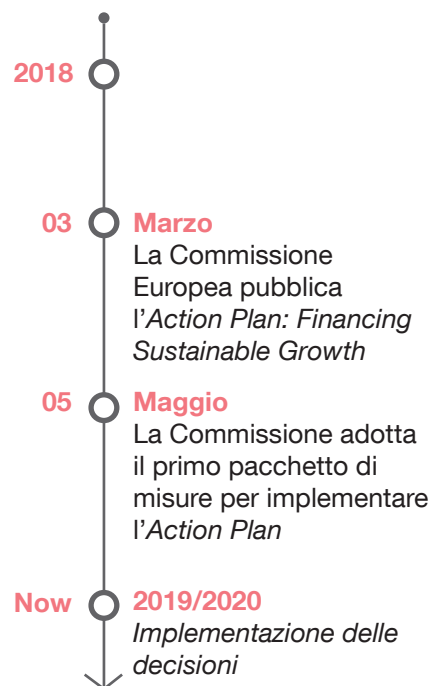 2018
03 Marzo
La Commissione
Europea pubblica
l'Action Plan: Financing
Sustainable Growth
05 Maggio
La Commissione adotta
il primo pacchetto di
misure per implementare
l'Action Plan
Now 2019/2020
Implementazione delle
decisioni